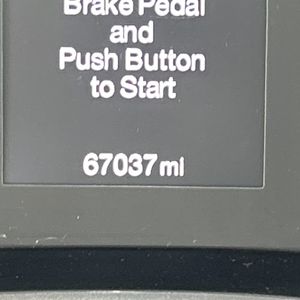 Brake Pedal
and
Push Button
to Start
67037 mi